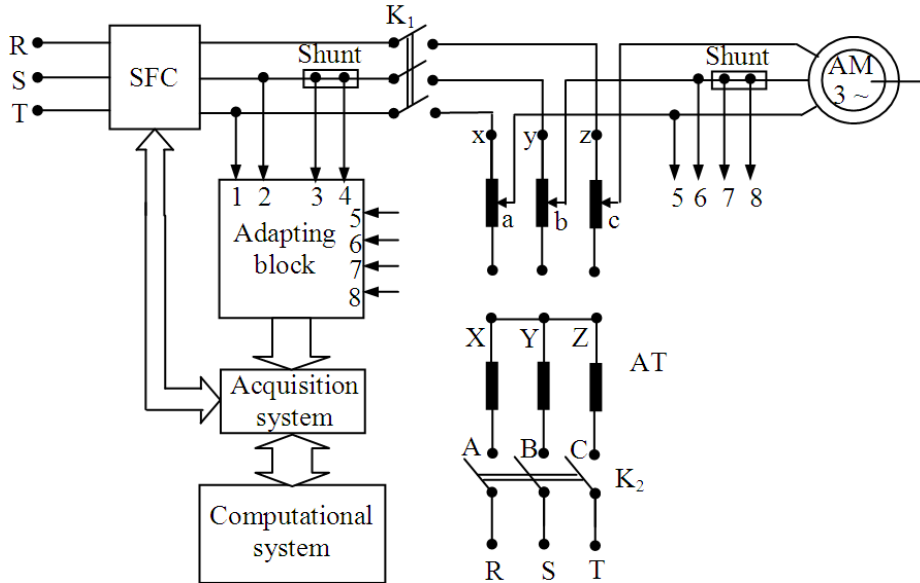 R
S
T
SFC
K1
Shunt
x
y
z
a
b
c
Shunt
AM
3 ~
1
2
3
4
5
6
7
8
Adapting
block
5
6
7
8
X
Y
Z
AT
A
B
C
K2
R
S
T
Acquisition
system
Computational
system